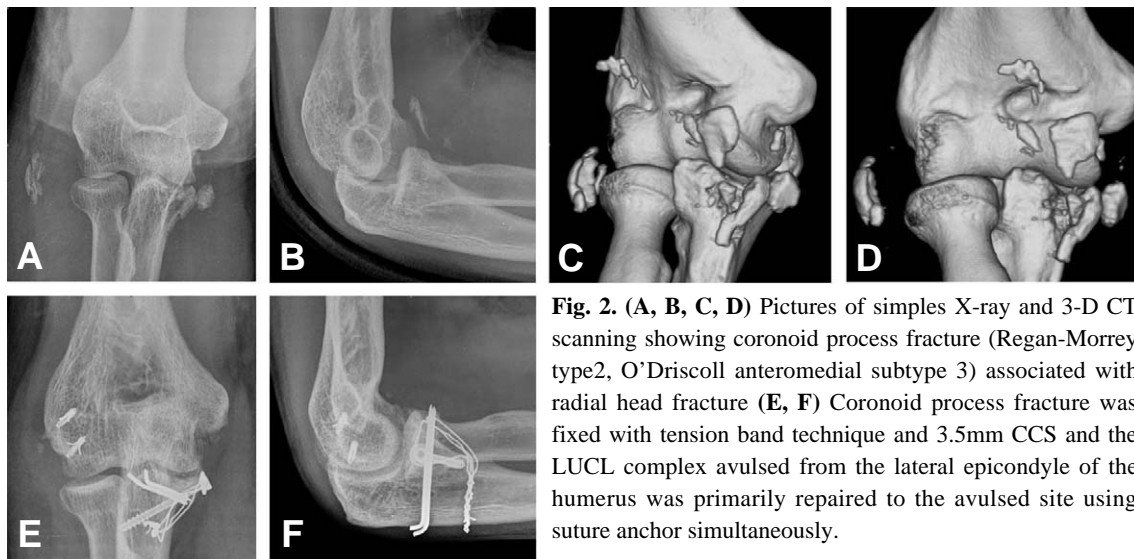 A
B
C
D
E
F
Fig. 2. (A, B, C, D) Pictures of simples X-ray and 3-D CT
scanning showing coronoid process fracture (Regan-Morrey
type2, O'Driscoll anteromedial subtype 3) associated with
radial head fracture (E, F) Coronoid process fracture was
fixed with tension band technique and 3.5mm CCS and the
LUCL complex avulsed from the lateral epicondyle of the
humerus was primarily repaired to the avulsed site using
suture anchor simultaneously.